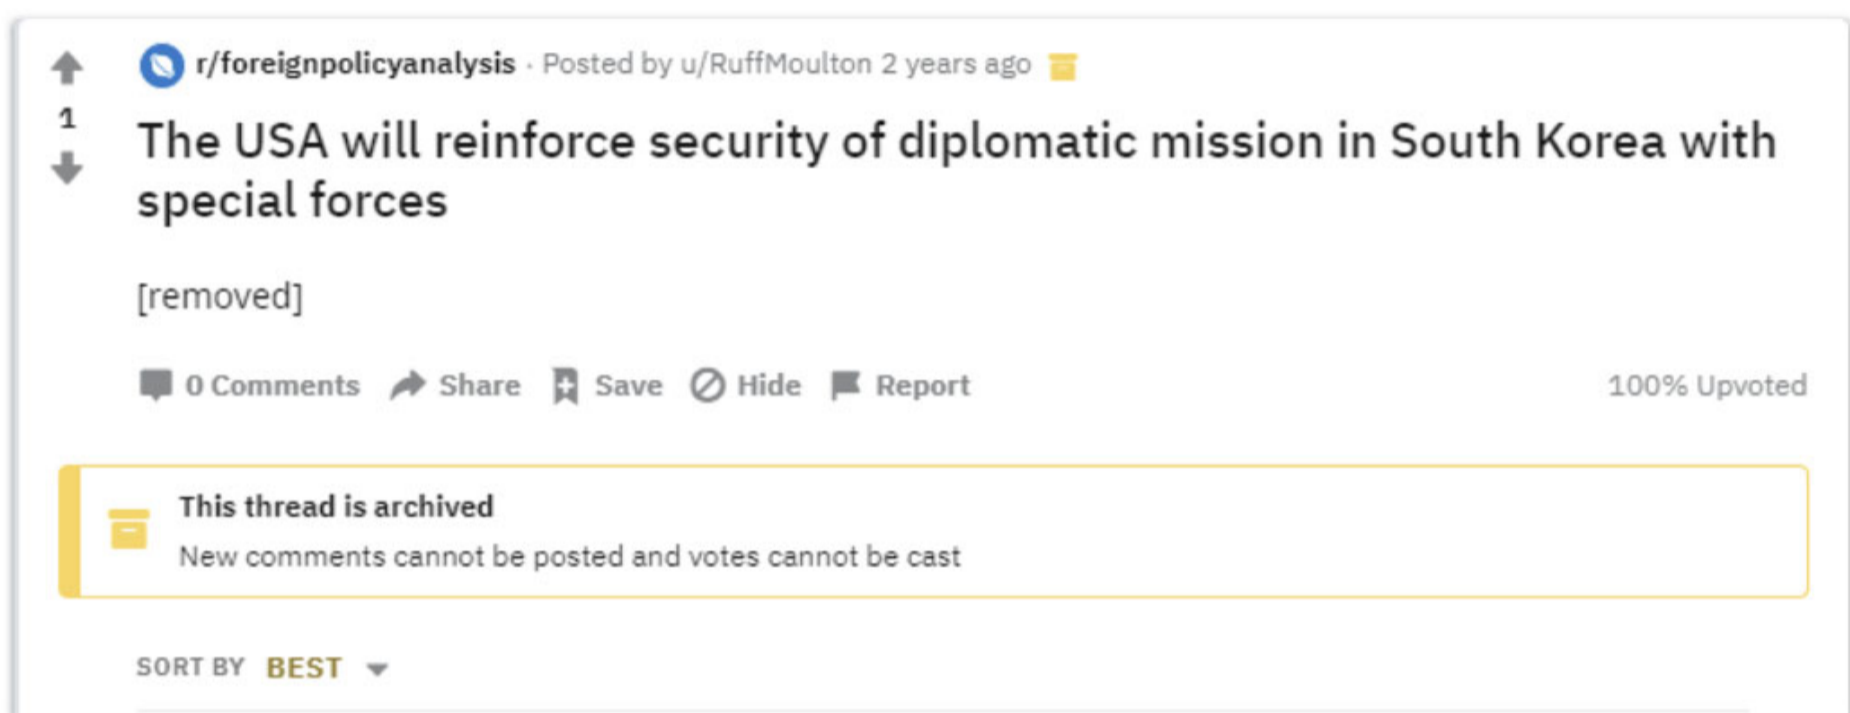 r/foreignpolicyanalysis · Posted by u/RuffMoulton 2 years ago
1
The USA will reinforce security of diplomatic mission in South Korea with
special forces
[removed]
0 Comments Share Save Hide Report 100% Upvoted
This thread is archived
New comments cannot be posted and votes cannot be cast
SORT BY BEST